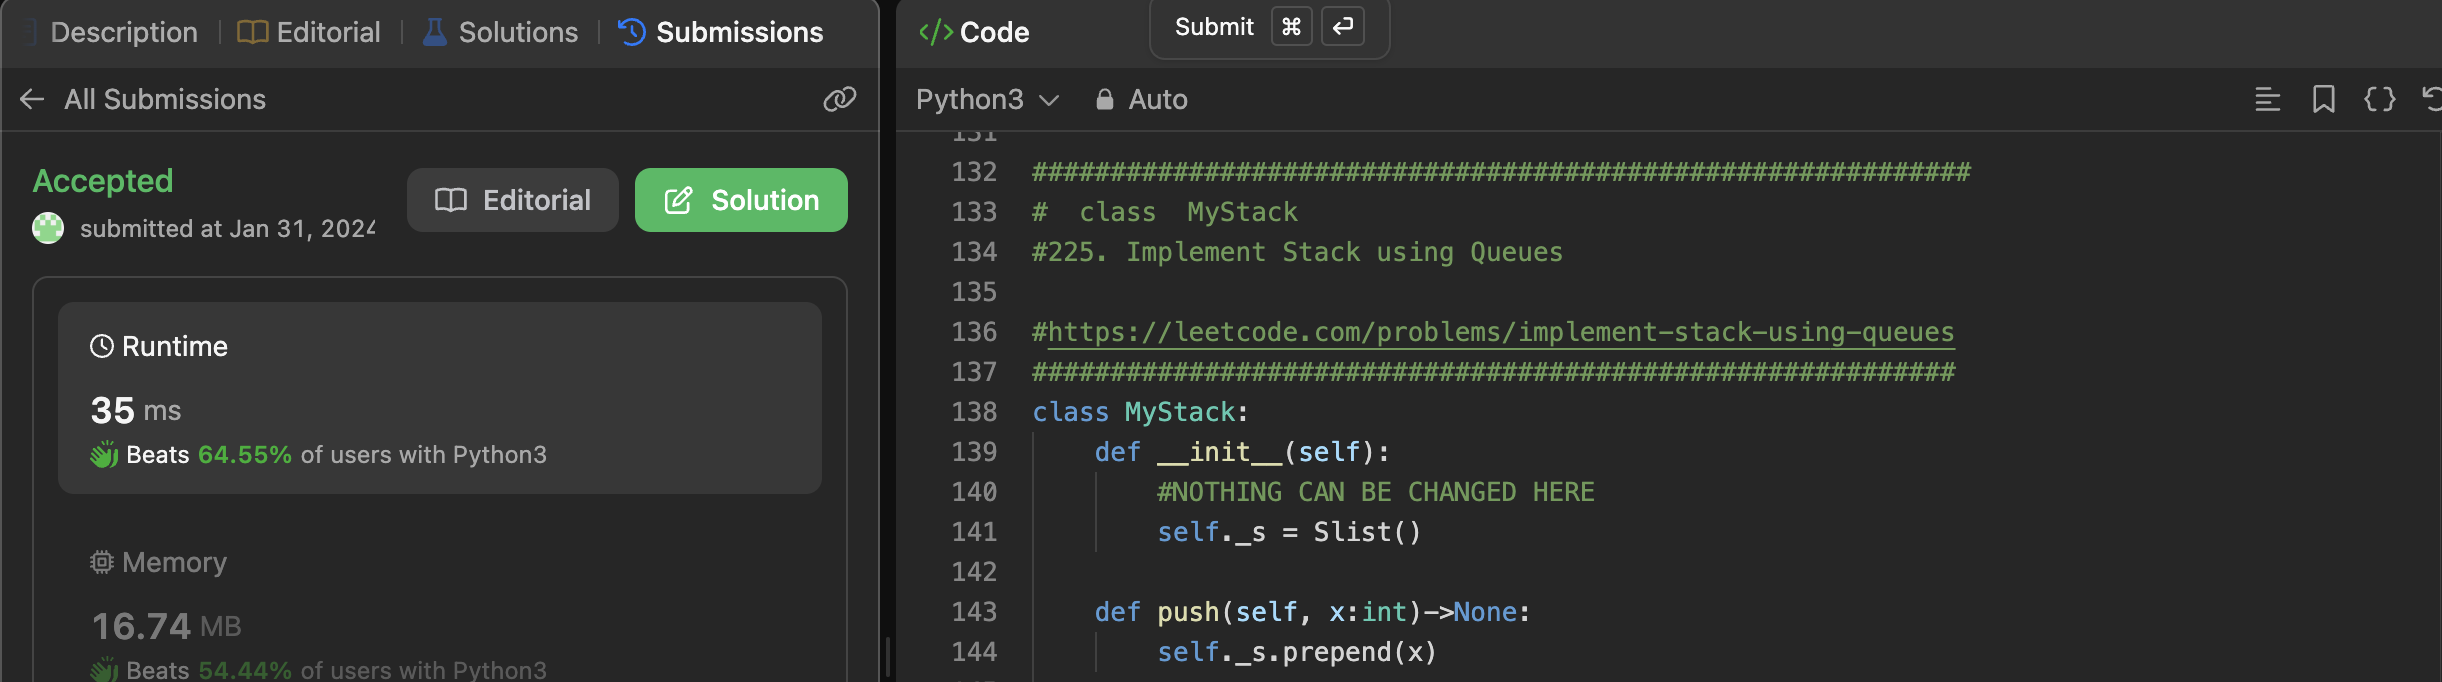 Description
Editorial
Solutions
Submissions
All Submissions
Accepted
submitted at Jan 31, 2024
Editorial
Solution
Runtime
35 ms
Beats 64.55% of users with Python3
Memory
16.74 MB
Beats 54.44% of users with Python3
</> Code
Submit ⌘
Python3
Auto
131
132 ############################################################
133 #  class  MyStack
134 #225. Implement Stack using Queues
135
136 #https://leetcode.com/problems/implement-stack-using-queues
137 ###########################################################
138 class MyStack:
139     def __init__(self):
140         #NOTHING CAN BE CHANGED HERE
141         self._s = Slist()
142
143     def push(self, x:int)->None:
144         self._s.prepend(x)